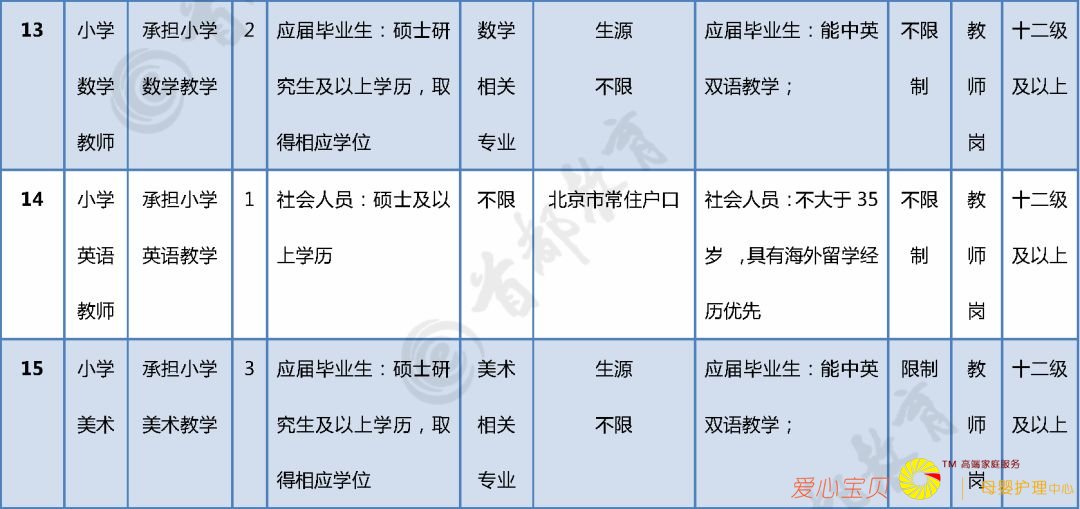 13 小学 承担小学 2 应届毕业生：硕士研 数学 生源 应届毕业生：能中英 不限 教 十二级
数学 数学教学 究生及以上学历，取 相关 不限 双语教学； 制 师 及以上
教师 得相应学位 专业 岗
14 小学 承担小学 1 社会人员：硕士及以 不限 北京市常住户口 社会人员：不大于 35 不限 教 十二级
英语 英语教学 上学历 岁 ,具有海外留学经 制 师 及以上
教师 历优先 岗
15 小学 承担小学 3 应届毕业生：硕士研 美术 生源 应届毕业生：能中英 限制 教 十二级
美术 美术教学 究生及以上学历，取 相关 不限 双语教学； 师 及以上
得相应学位 专业 岗
首都教育
首都教育
TM 高端家庭服务
爱心宝贝 | 母婴护理中心